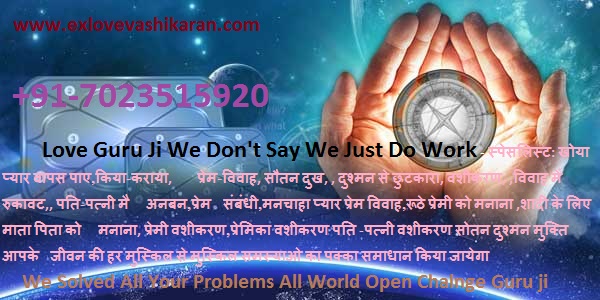 www.exlovevashikaran.com
+91-7023515920
Love Guru Ji We Don't Say We Just Do Work - स्पेसलिस्ट: खोया
प्यार वापस पाए,किया-करायी, प्रेम-विवाह, सौतन दुख, , दुश्मन से छुटकारा, वशीकरण, ,विवाह में
रुकावट,, पति-पत्नी में अनबन,प्रेम संबंधी,मनचाहा प्यार प्रेम विवाह,रुठे प्रेमी को मनाना ,शादी के लिए
माता पिता को मनाना, प्रेमी वशीकरण,प्रेमिका वशीकरण पति -पत्नी वशीकरण सोतन दुश्मन मुक्ति
आपके जीवन की हर मुस्किल से मुस्किल समस्याओ का पक्का समाधान किया जायेगा
We Solved All Your Problems All World Open Chalnge Guru ji